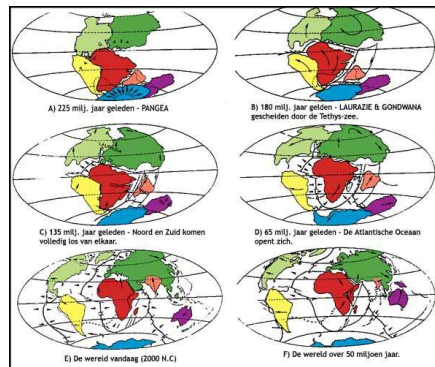 A) 225 milj. jaar geleden - PANGEA
B) 180 milj. jaar gelden - LAURAZIE & GONDWANA
gescheiden door de Tethys-zee.
C) 135 milj. jaar geleden - Noord en Zuid komen
volledig los van elkaar.
D) 65 milj. jaar geleden - De Atlantische Oceaan
opent zich.
E) De wereld vandaag (2000 N.C)
F) De wereld over 50 miljoen jaar.